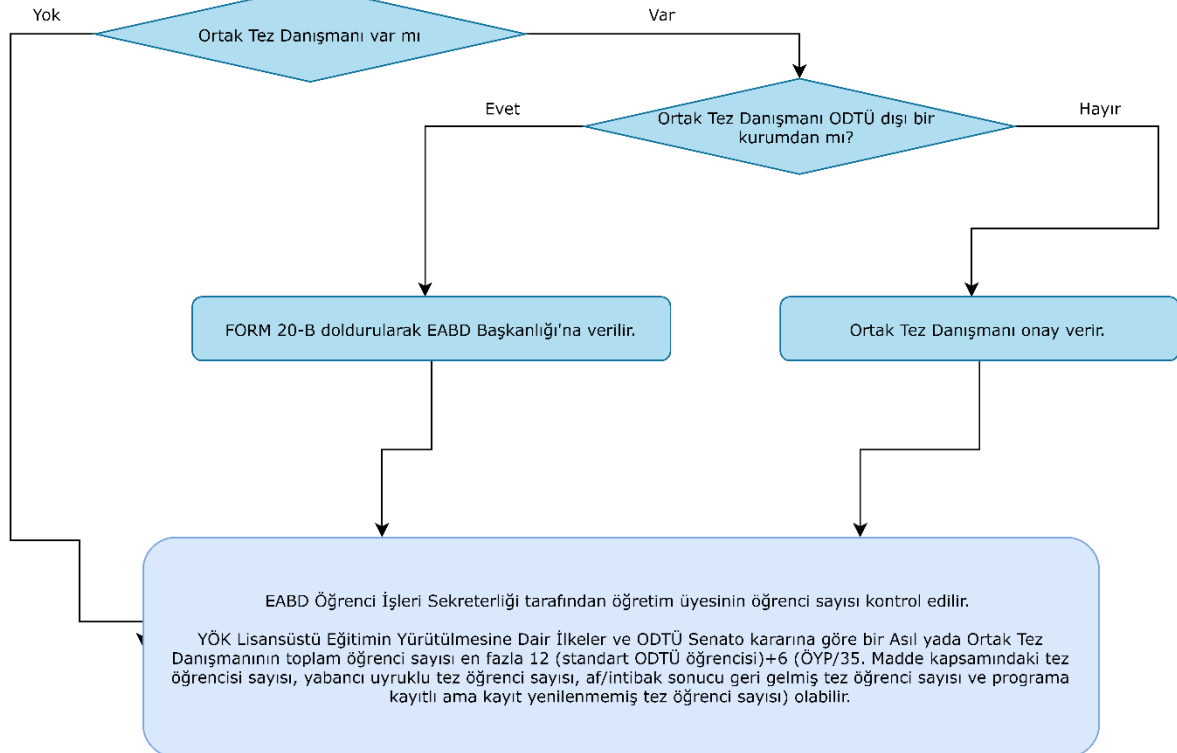 Yok
Ortak Tez Danışmanı var mı
Var
Evet
Ortak Tez Danışmanı ODTÜ dışı bir
kurumdan mı?
Hayır
FORM 20-B doldurularak EABD Başkanlığı'na verilir.
Ortak Tez Danışmanı onay verir.
EABD Öğrenci İşleri Sekreterliği tarafından öğretim üyesinin öğrenci sayısı kontrol edilir.
YÖK Lisansüstü Eğitimin Yürütülmesine Dair İlkeler ve ODTÜ Senato kararına göre bir Asıl yada Ortak Tez
Danışmanının toplam öğrenci sayısı en fazla 12 (standart ODTÜ öğrencisi)+6 (ÖYP/35. Madde kapsamındaki tez
öğrencisi sayısı, yabancı uyruklu tez öğrenci sayısı, af/intibak sonucu geri gelmiş tez öğrenci sayısı ve programa
kayıtlı ama kayıt yenilenmemiş tez öğrenci sayısı) olabilir.